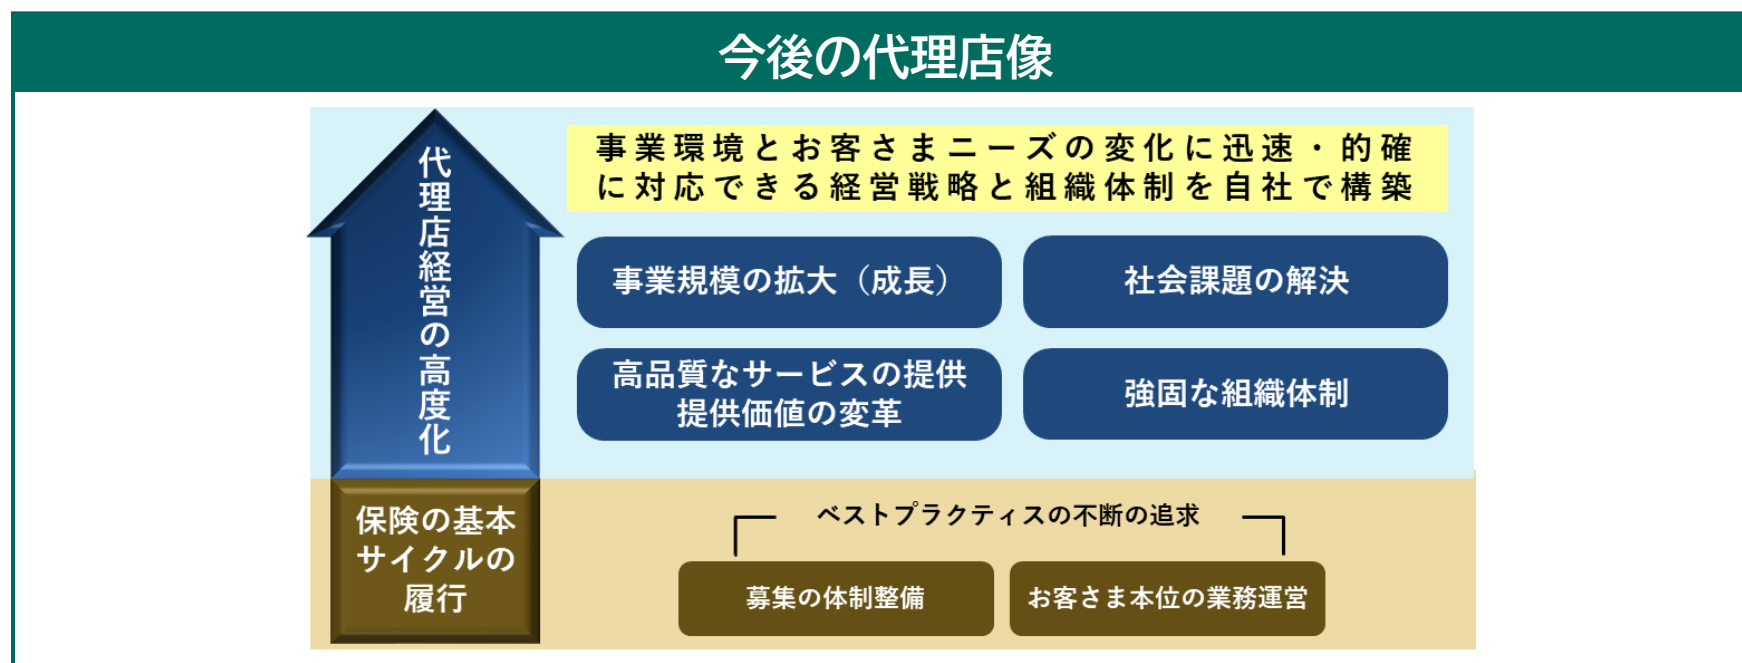 今後の代理店像
代理店経営の高度化
事業環境とお客さまニーズの変化に迅速・的確
に対応できる経営戦略と組織体制を自社で構築
事業規模の拡大（成長）
社会課題の解決
高品質なサービスの提供
提供価値の変革
強固な組織体制
保険の基本
サイクルの
履行
ベストプラクティスの不断の追求
募集の体制整備
お客さま本位の業務運営